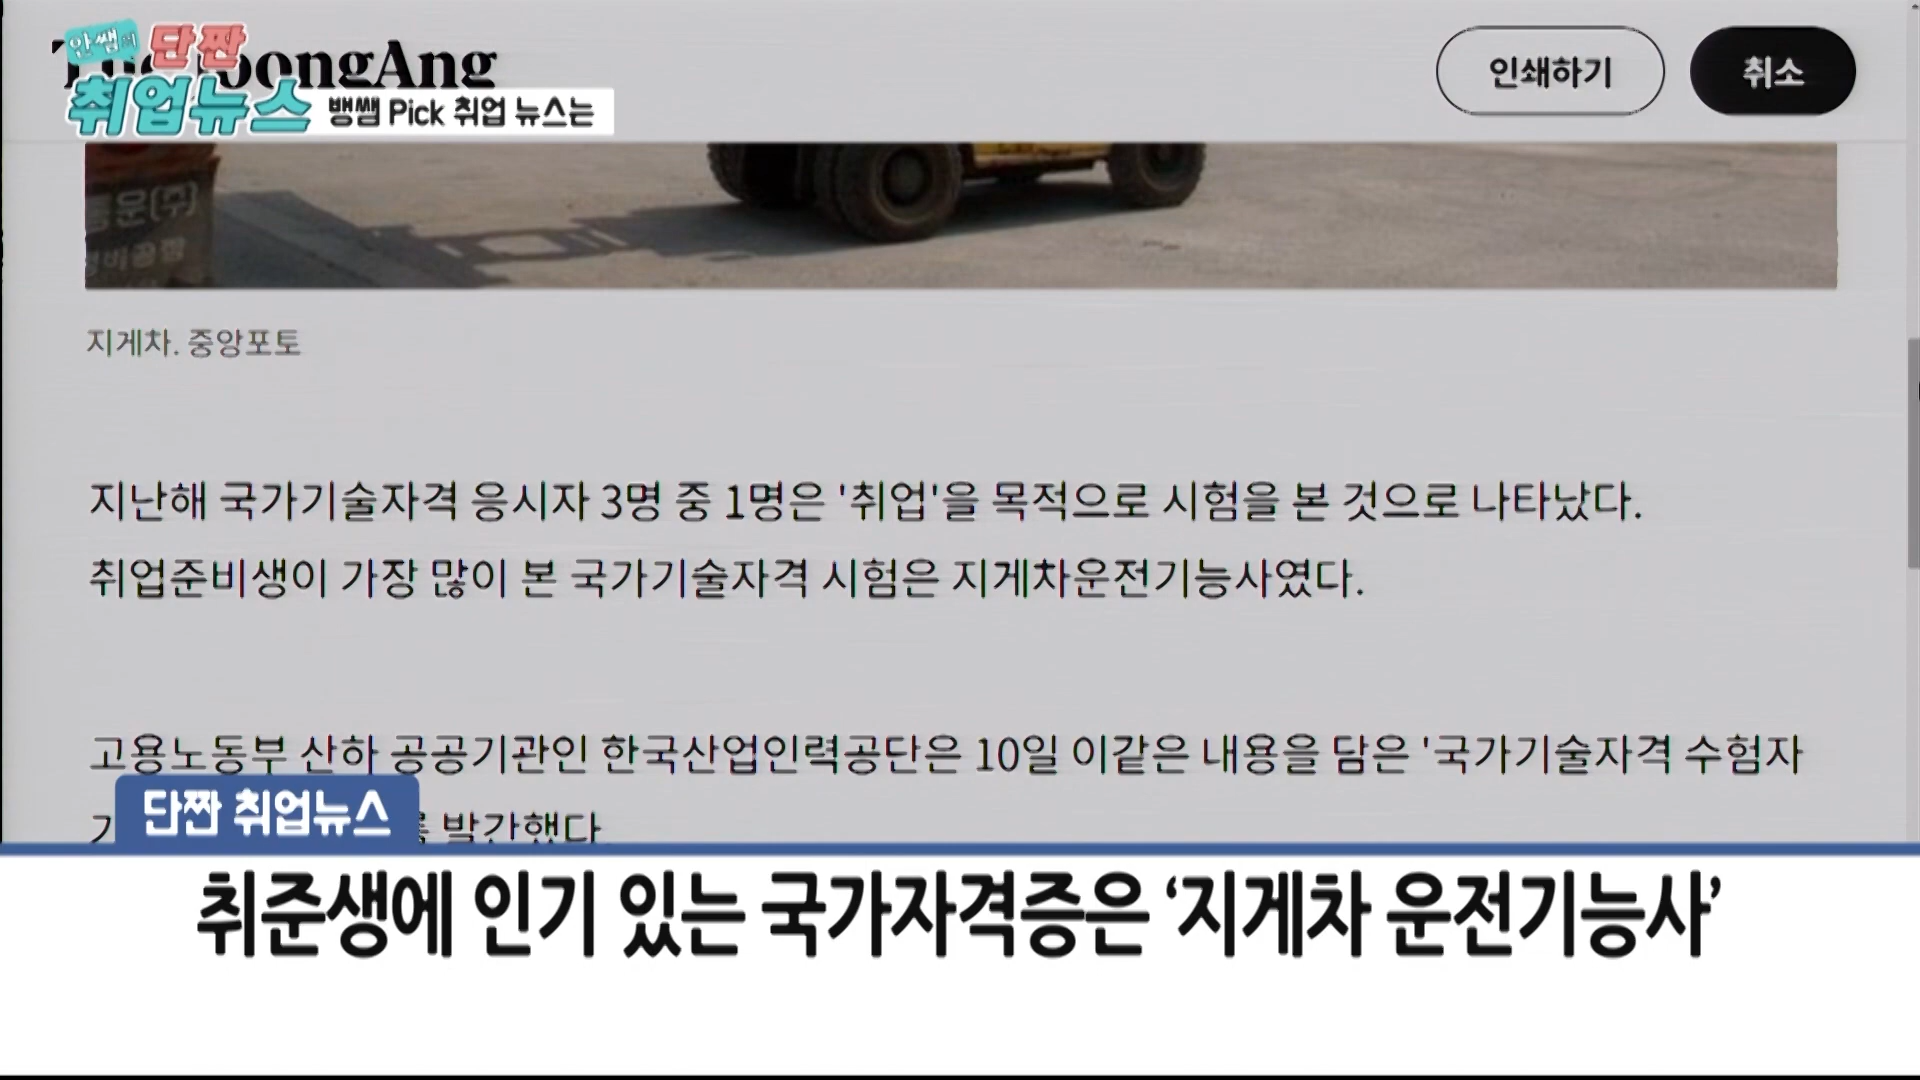 안쌤의 단짠
취업뉴스
뱅쌤 Pick 취업 뉴스는
JoongAng
인쇄하기
취소
운(주)
지게차. 중앙포토
지난해 국가기술자격 응시자 3명 중 1명은 '취업'을 목적으로 시험을 본 것으로 나타났다.
취업준비생이 가장 많이 본 국가기술자격 시험은 지게차운전기능사였다.
고용노동부 산하 공공기관인 한국산업인력공단은 10일 이같은 내용을 담은 '국가기술자격 수험자
발간했다.
단짠 취업뉴스
취준생에 인기 있는 국가자격증은 ‘지게차 운전기능사’